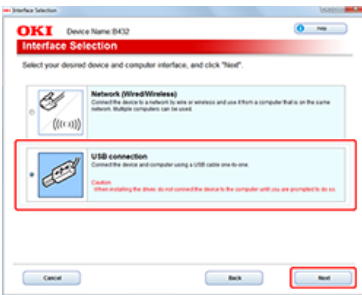 Interface Selection
OKI Device Name:B432
Help
Interface Selection
Select your desired device and computer interface, and click "Next".
Network (Wired/Wireless)
Connect the device to a network by wire or wireless and use it from a computer that is on the same
network. Multiple computers can be used.
USB connection
Connect the device and computer using a USB cable one-to-one.
Caution
When installing the driver, do not connect the device to the computer until you are prompted to do so.
Cancel
Back
Next